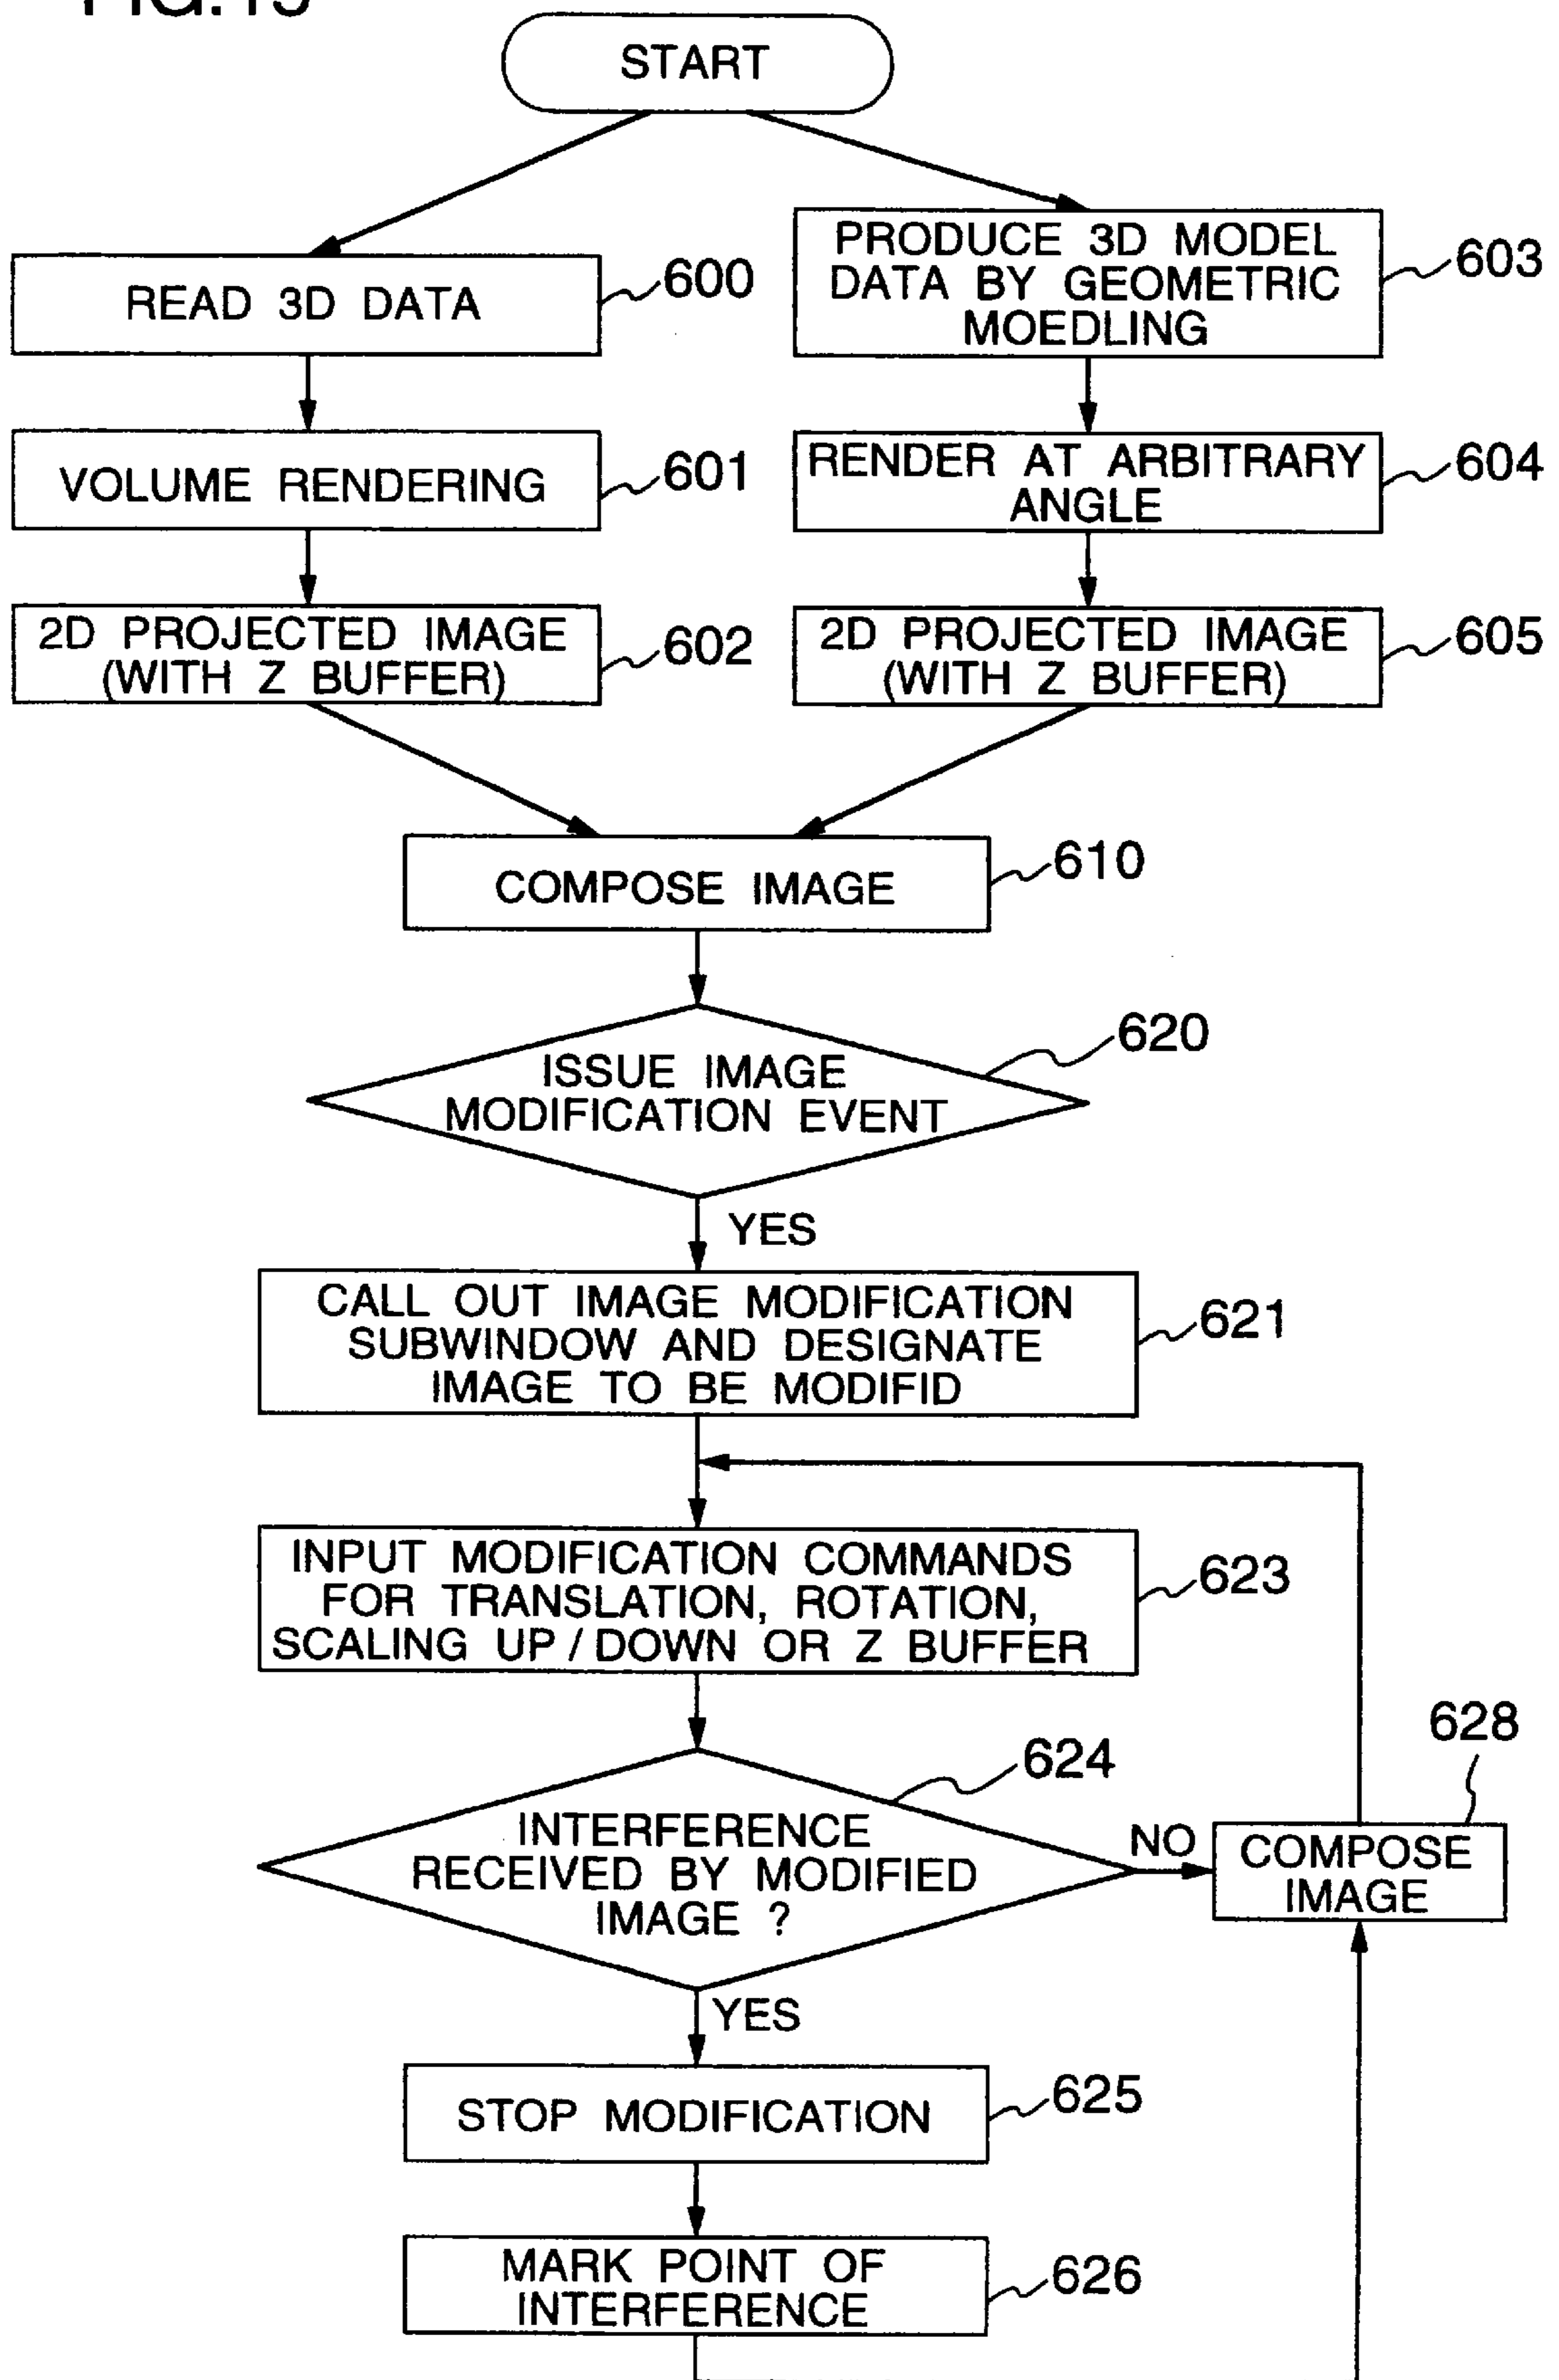 FIG.15
START
READ 3D DATA
600
PRODUCE 3D MODEL
DATA BY GEOMETRIC
MOEDLING
603
VOLUME RENDERING
601
RENDER AT ARBITRARY
ANGLE
604
2D PROJECTED IMAGE
(WITH Z BUFFER)
602
2D PROJECTED IMAGE
(WITH Z BUFFER)
605
COMPOSE IMAGE
610
ISSUE IMAGE
MODIFICATION EVENT
620
YES
CALL OUT IMAGE MODIFICATION
SUBWINDOW AND DESIGNATE
IMAGE TO BE MODIFID
621
INPUT MODIFICATION COMMANDS
FOR TRANSLATION, ROTATION,
SCALING UP / DOWN OR Z BUFFER
623
INTERFERENCE
RECEIVED BY MODIFIED
IMAGE ?
624
NO
COMPOSE
IMAGE
628
YES
STOP MODIFICATION
625
MARK POINT OF
INTERFERENCE
626